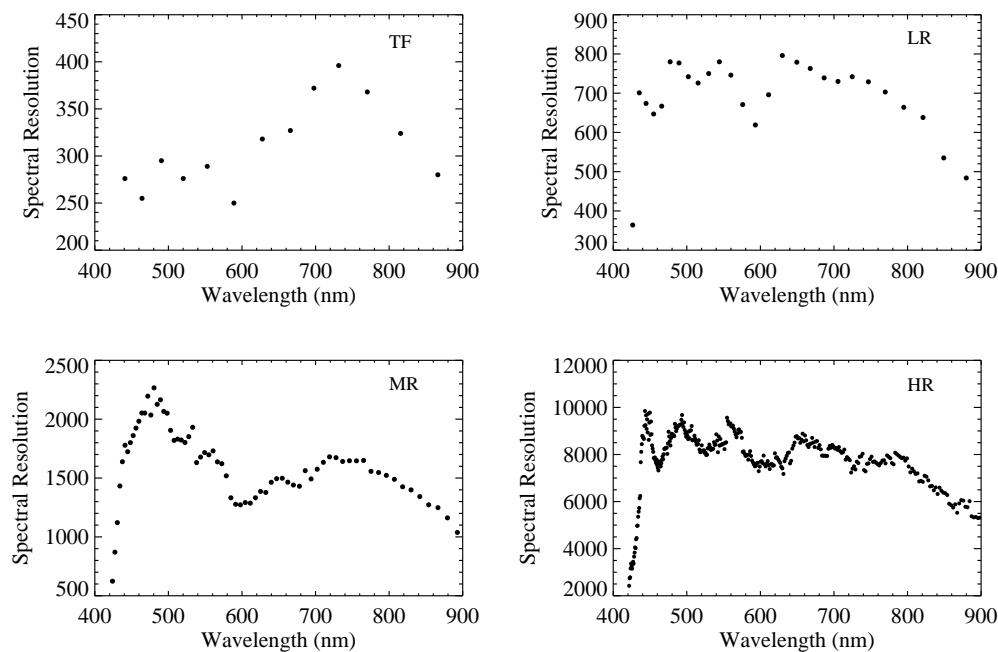 TF
450
400
350
300
250
200
Spectral Resolution
400 500 600 700 800 900
Wavelength (nm)
LR
900
800
700
600
500
400
300
Spectral Resolution
400 500 600 700 800 900
Wavelength (nm)
MR
2500
2000
1500
1000
500
Spectral Resolution
400 500 600 700 800 900
Wavelength (nm)
HR
12000
10000
8000
6000
4000
2000
Spectral Resolution
400 500 600 700 800 900
Wavelength (nm)